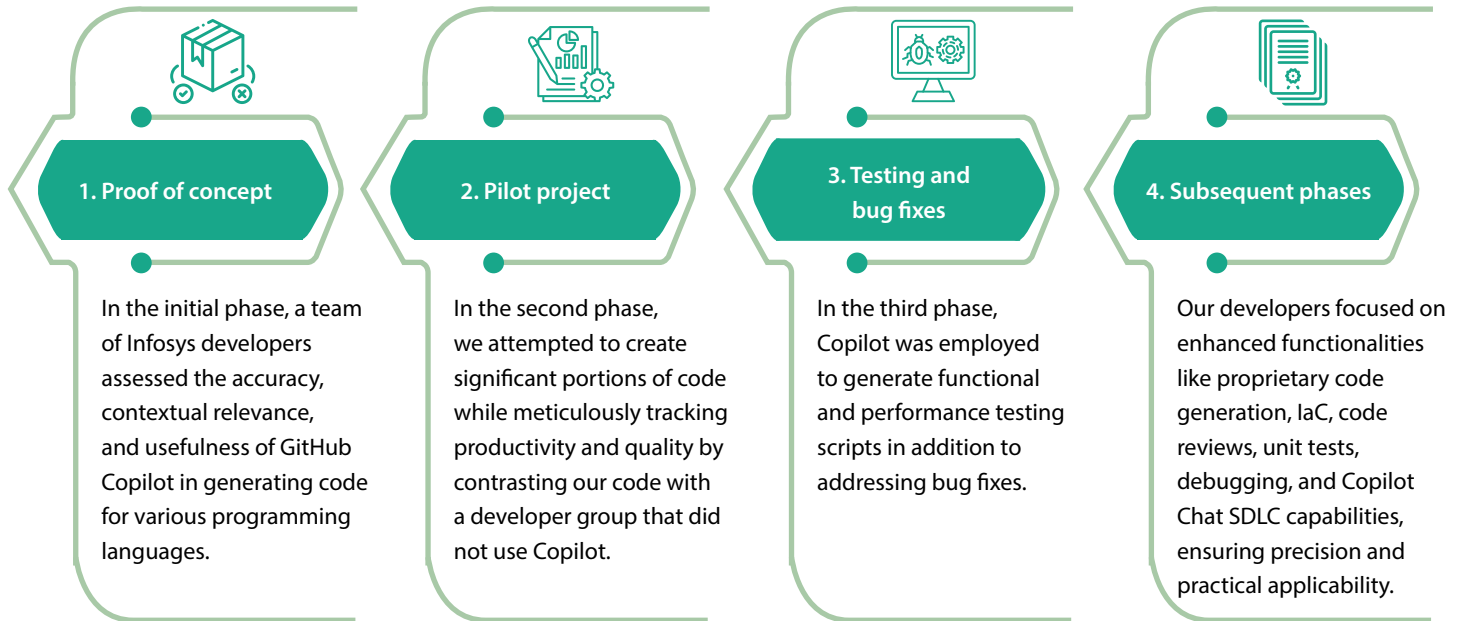 1. Proof of concept
In the initial phase, a team
of Infosys developers
assessed the accuracy,
contextual relevance,
and usefulness of GitHub
Copilot in generating code
for various programming
languages.
2. Pilot project
In the second phase,
we attempted to create
significant portions of code
while meticulously tracking
productivity and quality by
contrasting our code with
a developer group that did
not use Copilot.
3. Testing and
bug fixes
In the third phase,
Copilot was employed
to generate functional
and performance testing
scripts in addition to
addressing bug fixes.
4. Subsequent phases
Our developers focused on
enhanced functionalities
like proprietary code
generation, IaC, code
reviews, unit tests,
debugging, and Copilot
Chat SDLC capabilities,
ensuring precision and
practical applicability.